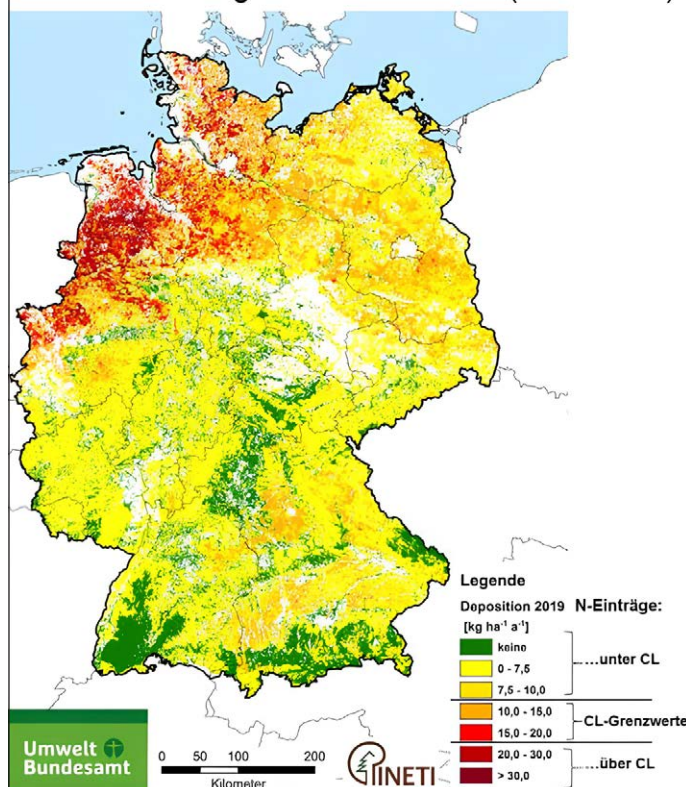 Legende
Deposition 2019 N-Einträge:
[kg ha⁻¹ a⁻¹]
keine
0 - 7,5
...unter CL
7,5 - 10,0
10,0 - 15,0
CL-Grenzwerte
15,0 - 20,0
20,0 - 30,0
...über CL
> 30,0
Umwelt
Bundesamt
0 50 100 200
Kilometer
PINETI